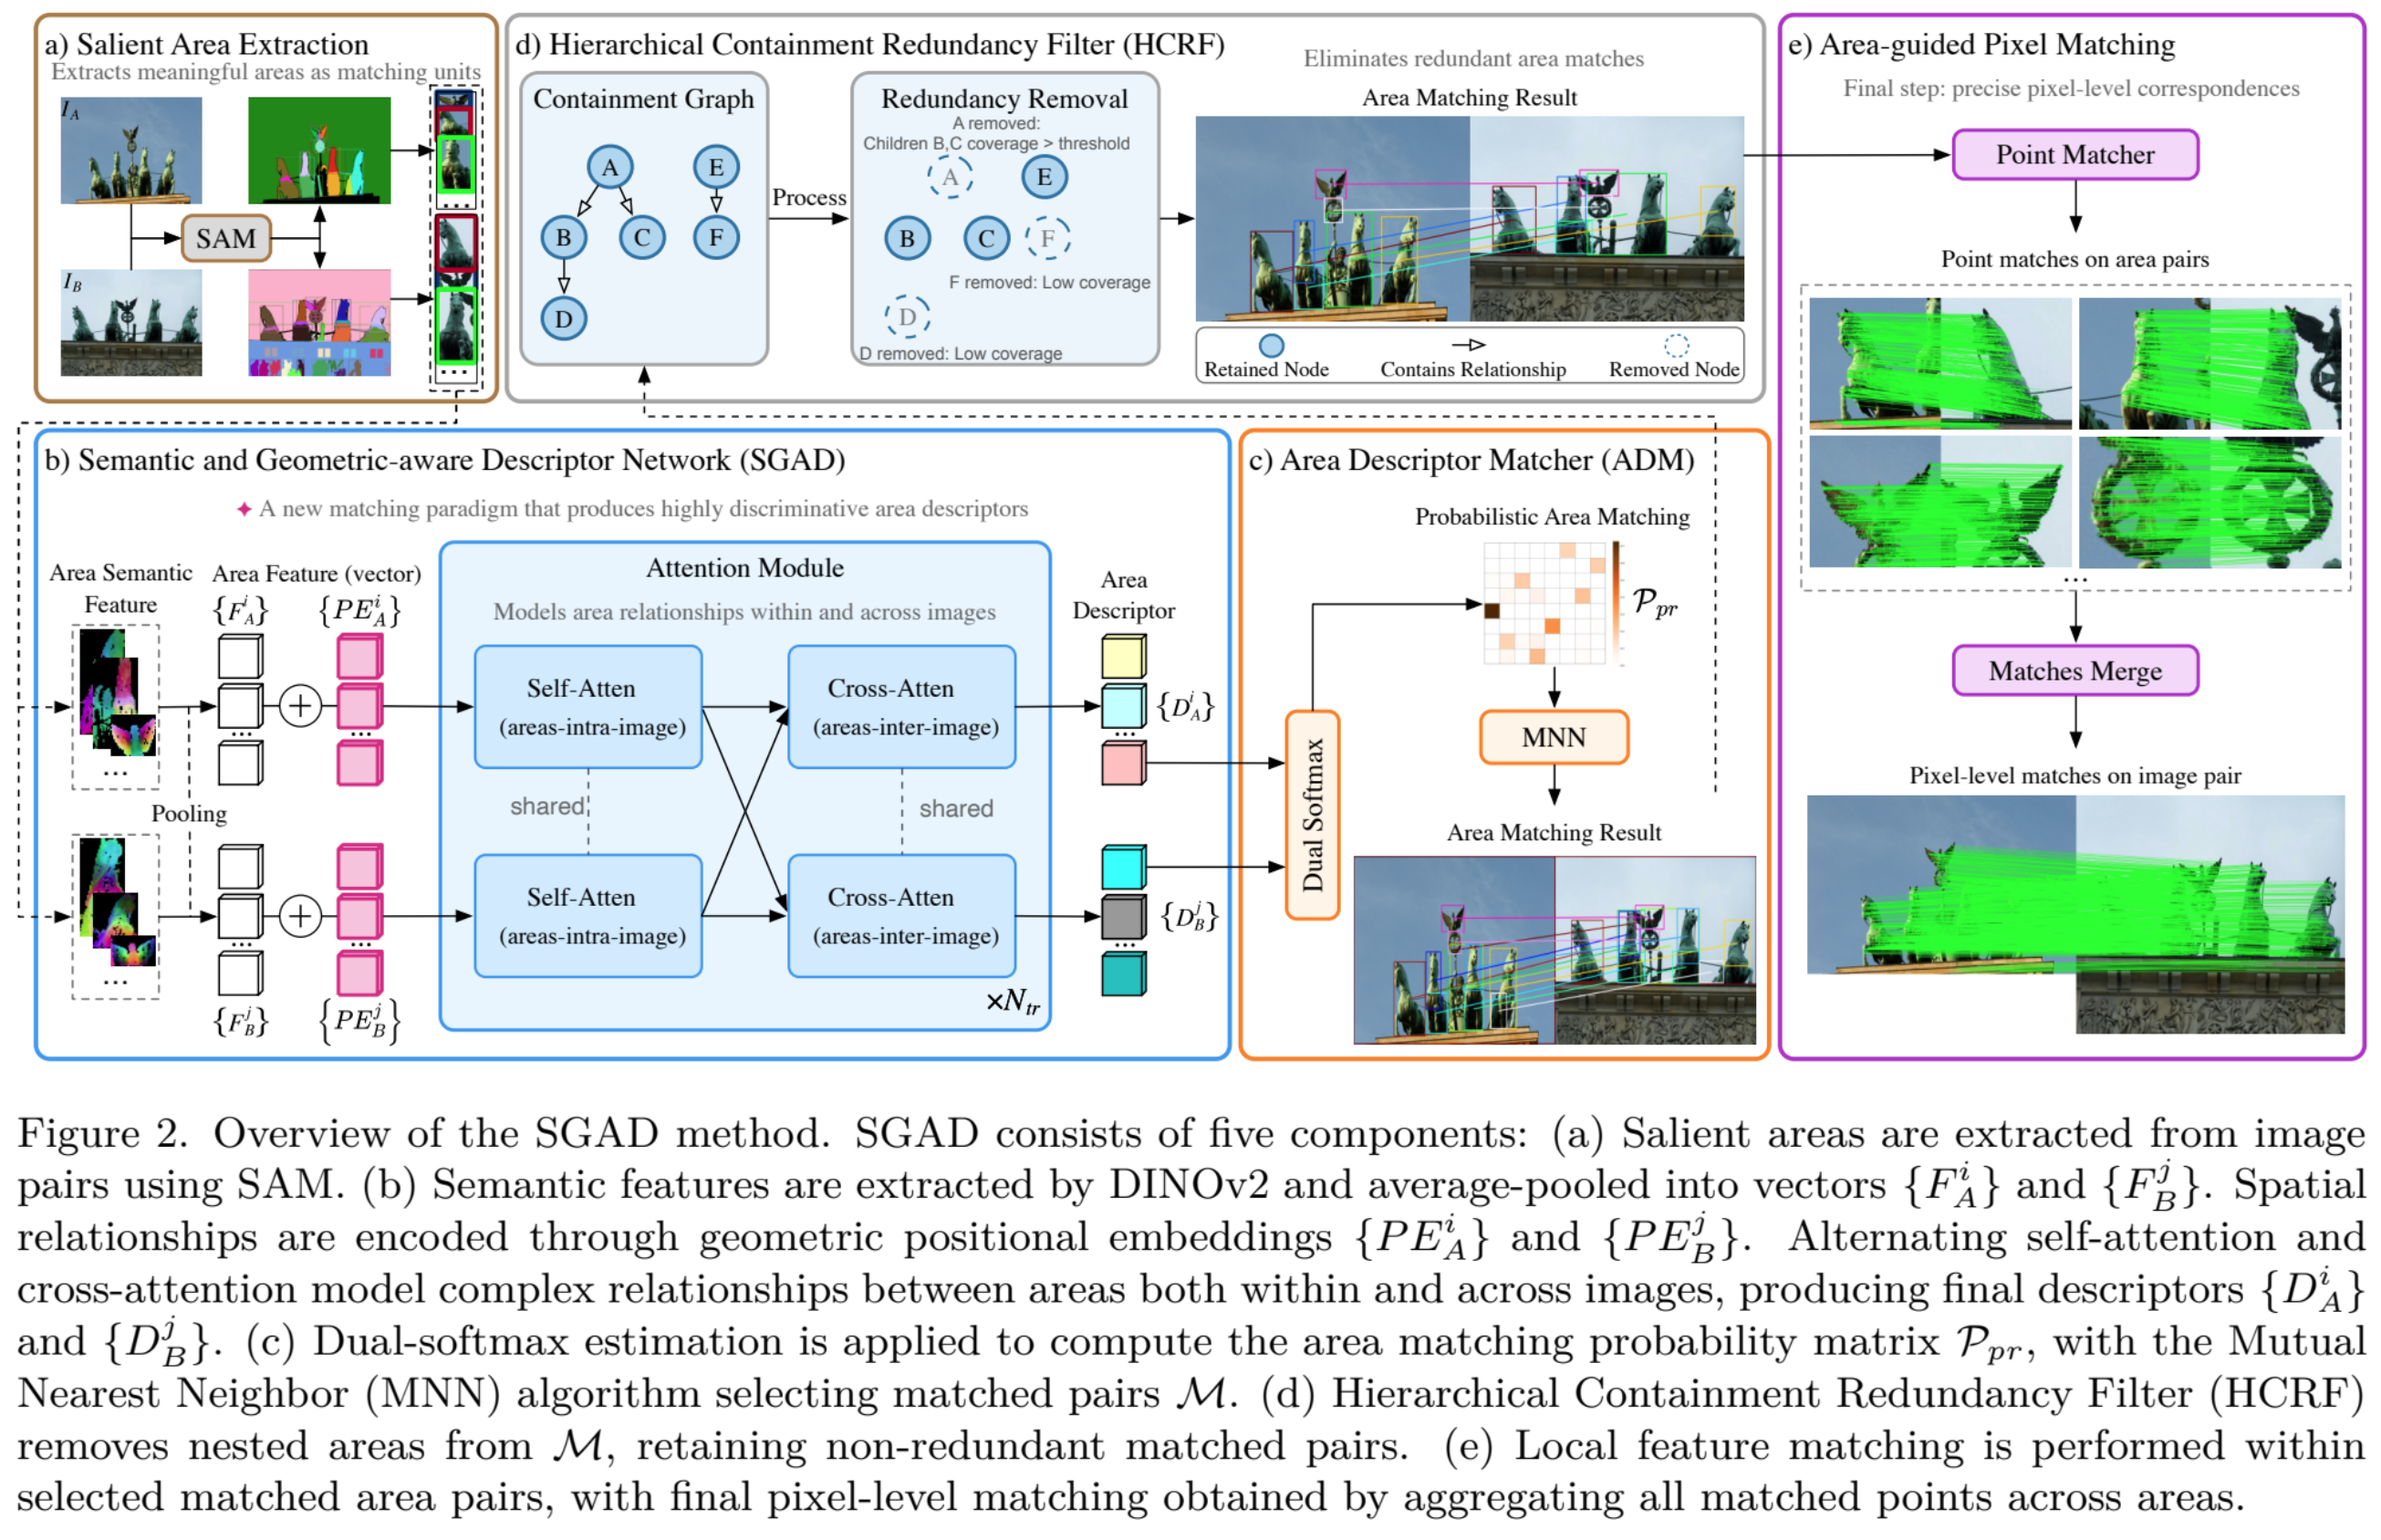 a) Salient Area Extraction
Extracts meaningful areas as matching units
I_A
SAM
I_B
...
...
d) Hierarchical Containment Redundancy Filter (HCRF)
Eliminates redundant area matches
Containment Graph
A
E
B
C
F
D
Process
Redundancy Removal
A removed:
Children B,C coverage > threshold
A
E
B
C
F
F removed: Low coverage
D
D removed: Low coverage
Area Matching Result
Retained Node
Contains Relationship
Removed Node
b) Semantic and Geometric-aware Descriptor Network (SGAD)
✦ A new matching paradigm that produces highly discriminative area descriptors
Area Semantic
Feature
Area Feature (vector)
{F_A^i}
{PE_A^i}
...
...
...
Pooling
+
+
...
...
...
{F_B^j}
{PE_B^j}
Attention Module
Models area relationships within and across images
Self-Atten
(areas-intra-image)
Cross-Atten
(areas-inter-image)
shared
shared
Self-Atten
(areas-intra-image)
Cross-Atten
(areas-inter-image)
×N_tr
Area
Descriptor
{D_A^i}
...
{D_B^j}
...
c) Area Descriptor Matcher (ADM)
Probabilistic Area Matching
𝒫_pr
Dual Softmax
MNN
Area Matching Result
e) Area-guided Pixel Matching
Final step: precise pixel-level correspondences
Point Matcher
Point matches on area pairs
...
Matches Merge
Pixel-level matches on image pair
Figure 2. Overview of the SGAD method. SGAD consists of five components: (a) Salient areas are extracted from image
pairs using SAM. (b) Semantic features are extracted by DINOv2 and average-pooled into vectors {F_A^i} and {F_B^j}. Spatial
relationships are encoded through geometric positional embeddings {PE_A^i} and {PE_B^j}. Alternating self-attention and
cross-attention model complex relationships between areas both within and across images, producing final descriptors {D_A^i}
and {D_B^j}. (c) Dual-softmax estimation is applied to compute the area matching probability matrix 𝒫_pr, with the Mutual
Nearest Neighbor (MNN) algorithm selecting matched pairs ℳ. (d) Hierarchical Containment Redundancy Filter (HCRF)
removes nested areas from ℳ, retaining non-redundant matched pairs. (e) Local feature matching is performed within
selected matched area pairs, with final pixel-level matching obtained by aggregating all matched points across areas.